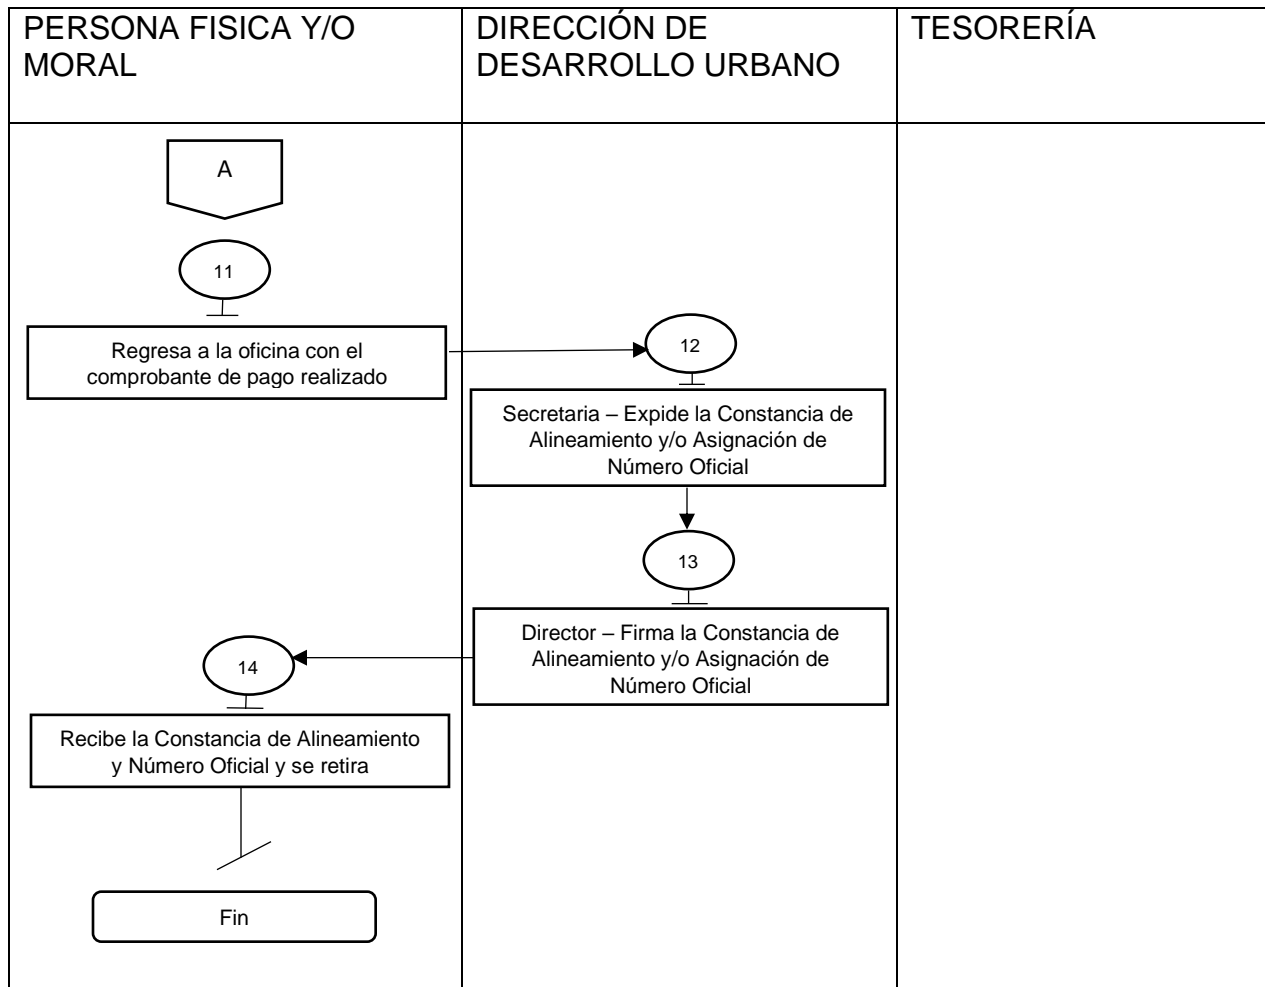 PERSONA FISICA Y/O
MORAL
DIRECCIÓN DE
DESARROLLO URBANO
TESORERÍA
A
11
Regresa a la oficina con el
comprobante de pago realizado
12
Secretaria – Expide la Constancia de
Alineamiento y/o Asignación de
Número Oficial
13
Director – Firma la Constancia de
Alineamiento y/o Asignación de
Número Oficial
14
Recibe la Constancia de Alineamiento
y Número Oficial y se retira
Fin